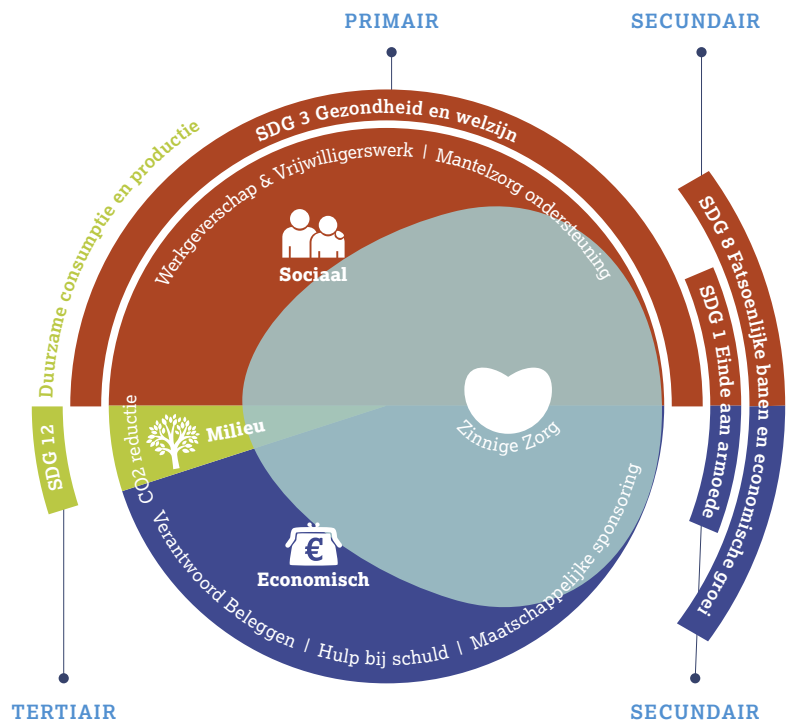 PRIMAIR
SECUNDAIR
SDG 3 Gezondheid en welzijn
Duurzame consumptie en productie
Werkgeverschap & Vrijwilligerswerk | Mantelzorg ondersteuning
SDG 8 Fatsoenlijke banen en economische groei
Sociaal
SDG 1 Einde aan armoede
CO2 reductie
Milieu
Zinnige Zorg
SDG 12
€
Economisch
Verantwoord Beleggen | Hulp bij schuld | Maatschappelijke sponsoring
TERTIAIR
SECUNDAIR